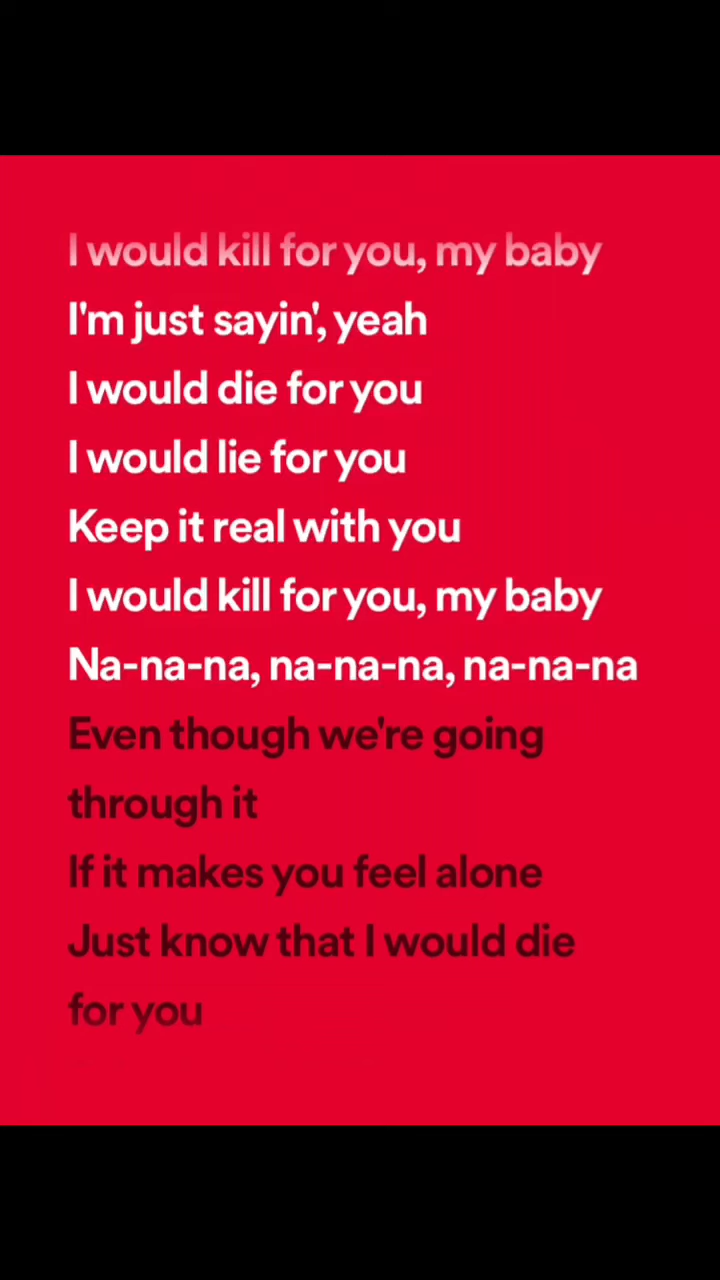 I would kill for you, my baby
I'm just sayin', yeah
I would die for you
I would lie for you
Keep it real with you
I would kill for you, my baby
Na-na-na, na-na-na, na-na-na
Even though we're going
through it
If it makes you feel alone
Just know that I would die
for you